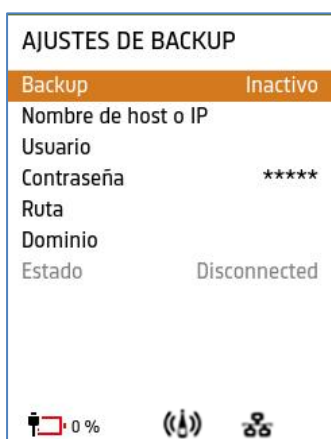 AJUSTES DE BACKUP
Backup Inactivo
Nombre de host o IP
Usuario
Contraseña *****
Ruta
Dominio
Estado Disconnected
0 %